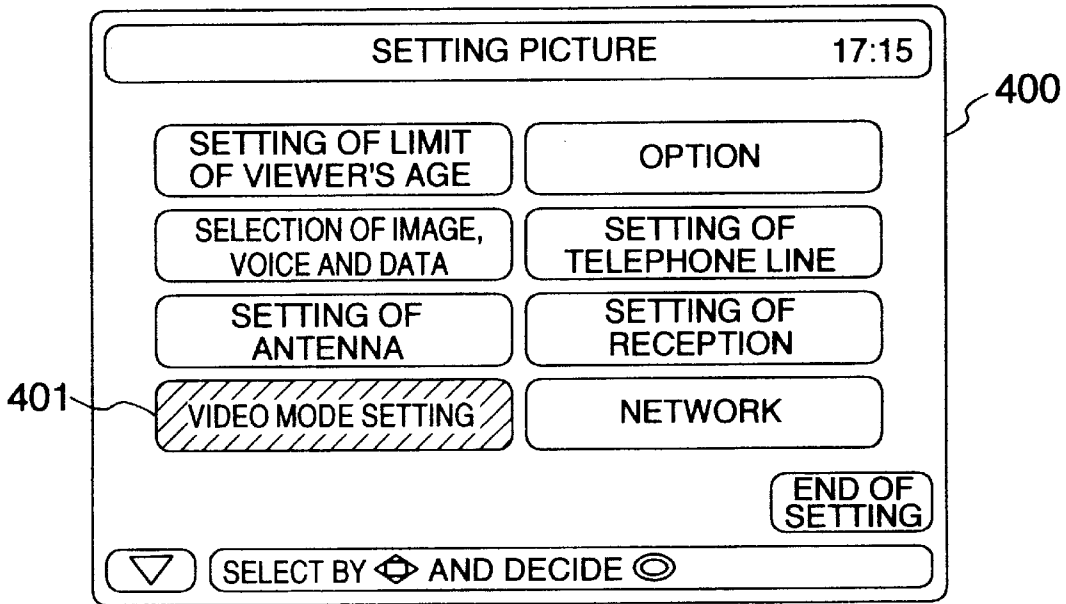 SETTING PICTURE 17:15
400
SETTING OF LIMIT
OF VIEWER'S AGE
OPTION
SELECTION OF IMAGE,
VOICE AND DATA
SETTING OF
TELEPHONE LINE
SETTING OF
ANTENNA
SETTING OF
RECEPTION
401
VIDEO MODE SETTING
NETWORK
END OF
SETTING
SELECT BY AND DECIDE